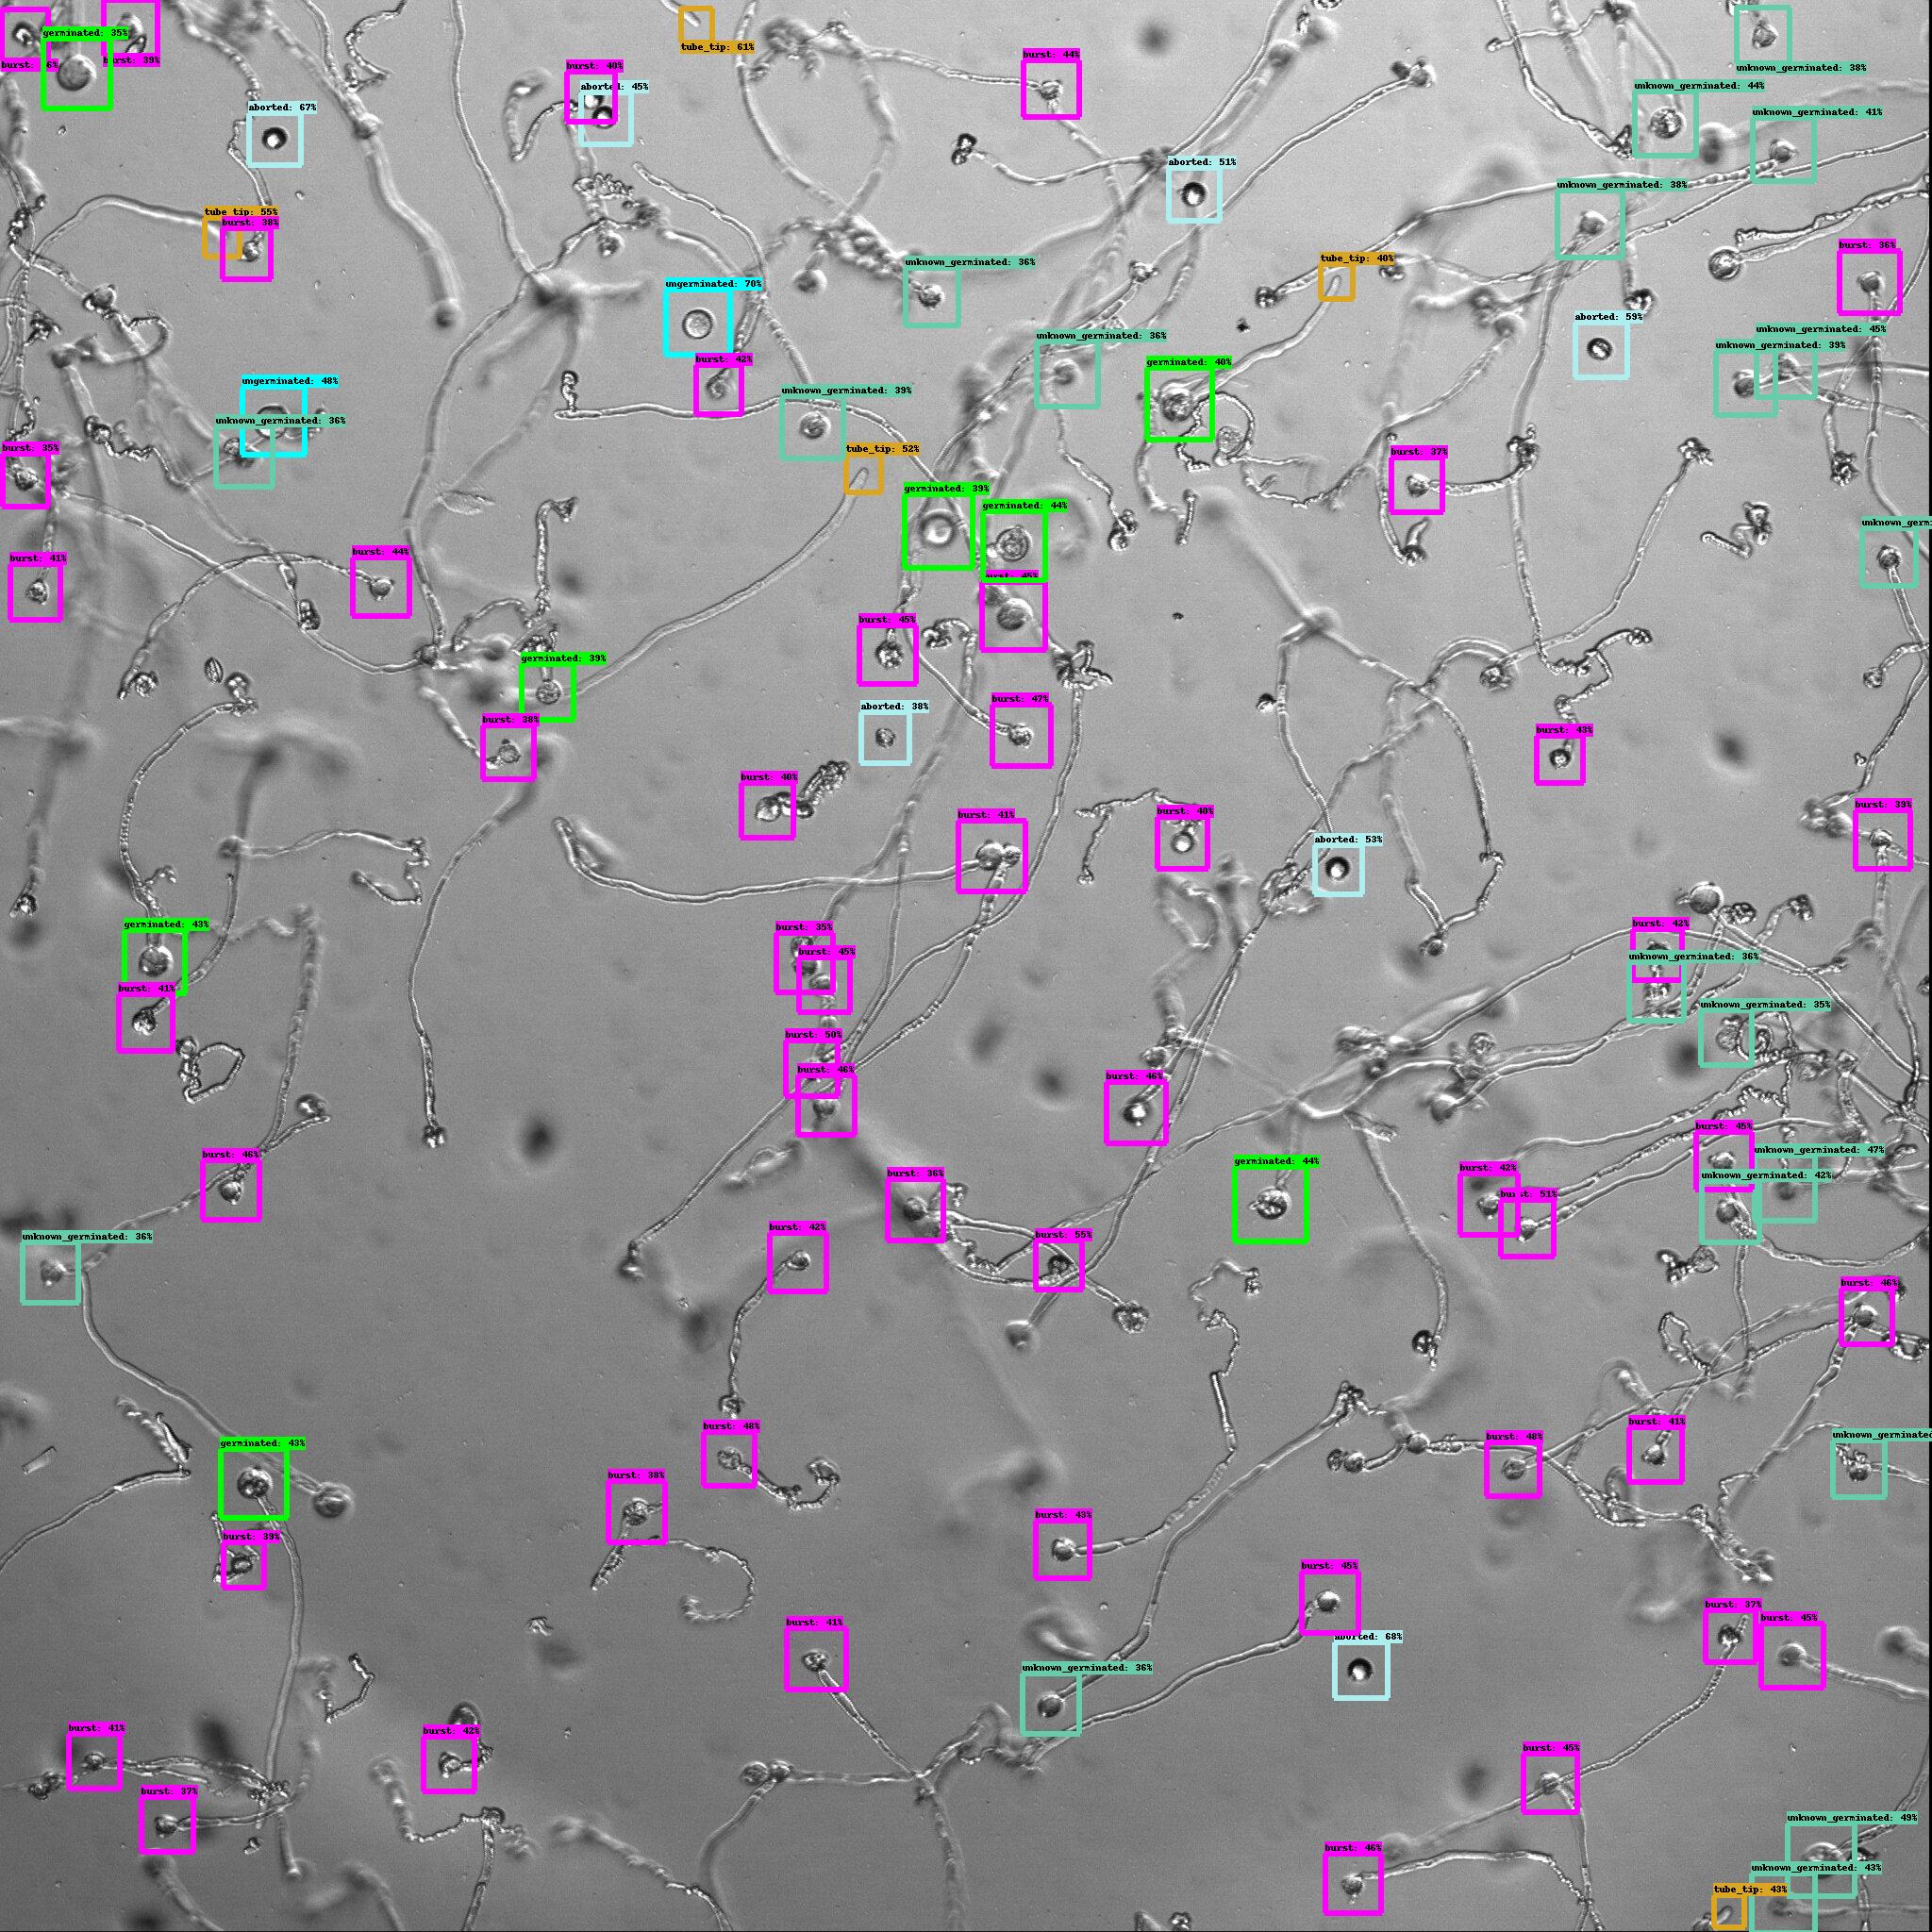 tube_tip: 61%
germinated: 35%
burst: 39%
unknown_germinated: 38%
burst: 44%
burst: 40%
aborted: 45%
unknown_germinated: 44%
aborted: 67%
unknown_germinated: 41%
aborted: 51%
unknown_germinated: 38%
tube_tip: 55%
burst: 38%
burst: 36%
tube_tip: 40%
unknown_germinated: 36%
ungerminated: 70%
aborted: 59%
unknown_germinated: 45%
unknown_germinated: 36%
unknown_germinated: 39%
burst: 42%
germinated: 40%
ungerminated: 48%
unknown_germinated: 39%
unknown_germinated: 36%
burst: 35%
tube_tip: 52%
burst: 37%
germinated: 39%
germinated: 44%
unknown_germ
burst: 44%
burst: 41%
burst: 45%
burst: 45%
germinated: 39%
burst: 47%
aborted: 38%
burst: 38%
burst: 43%
burst: 40%
burst: 39%
burst: 40%
burst: 41%
aborted: 53%
germinated: 43%
burst: 42%
burst: 35%
burst: 45%
unknown_germinated: 36%
burst: 41%
unknown_germinated: 35%
burst: 50%
burst: 46%
burst: 46%
burst: 45%
unknown_germinated: 47%
burst: 46%
germinated: 44%
burst: 42%
burst: 36%
unknown_germinated: 42%
burst: 51%
burst: 42%
burst: 55%
unknown_germinated: 36%
burst: 46%
burst: 48%
burst: 41%
burst: 48%
unknown_germinated
germinated: 43%
burst: 38%
burst: 43%
burst: 39%
burst: 45%
burst: 37%
burst: 45%
burst: 41%
aborted: 68%
unknown_germinated: 36%
burst: 41%
burst: 42%
burst: 45%
burst: 37%
unknown_germinated: 49%
burst: 46%
unknown_germinated: 43%
tube_tip: 43%